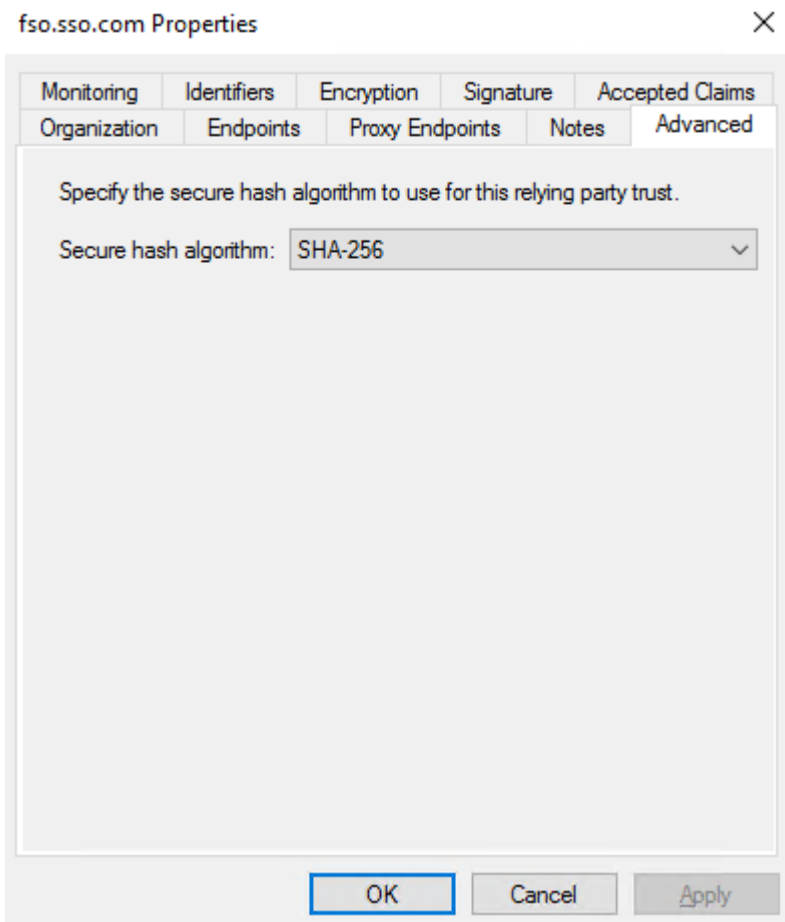 fso.sso.com Properties
Monitoring Identifiers Encryption Signature Accepted Claims
Organization Endpoints Proxy Endpoints Notes Advanced
Specify the secure hash algorithm to use for this relying party trust.
Secure hash algorithm: SHA-256
OK Cancel Apply